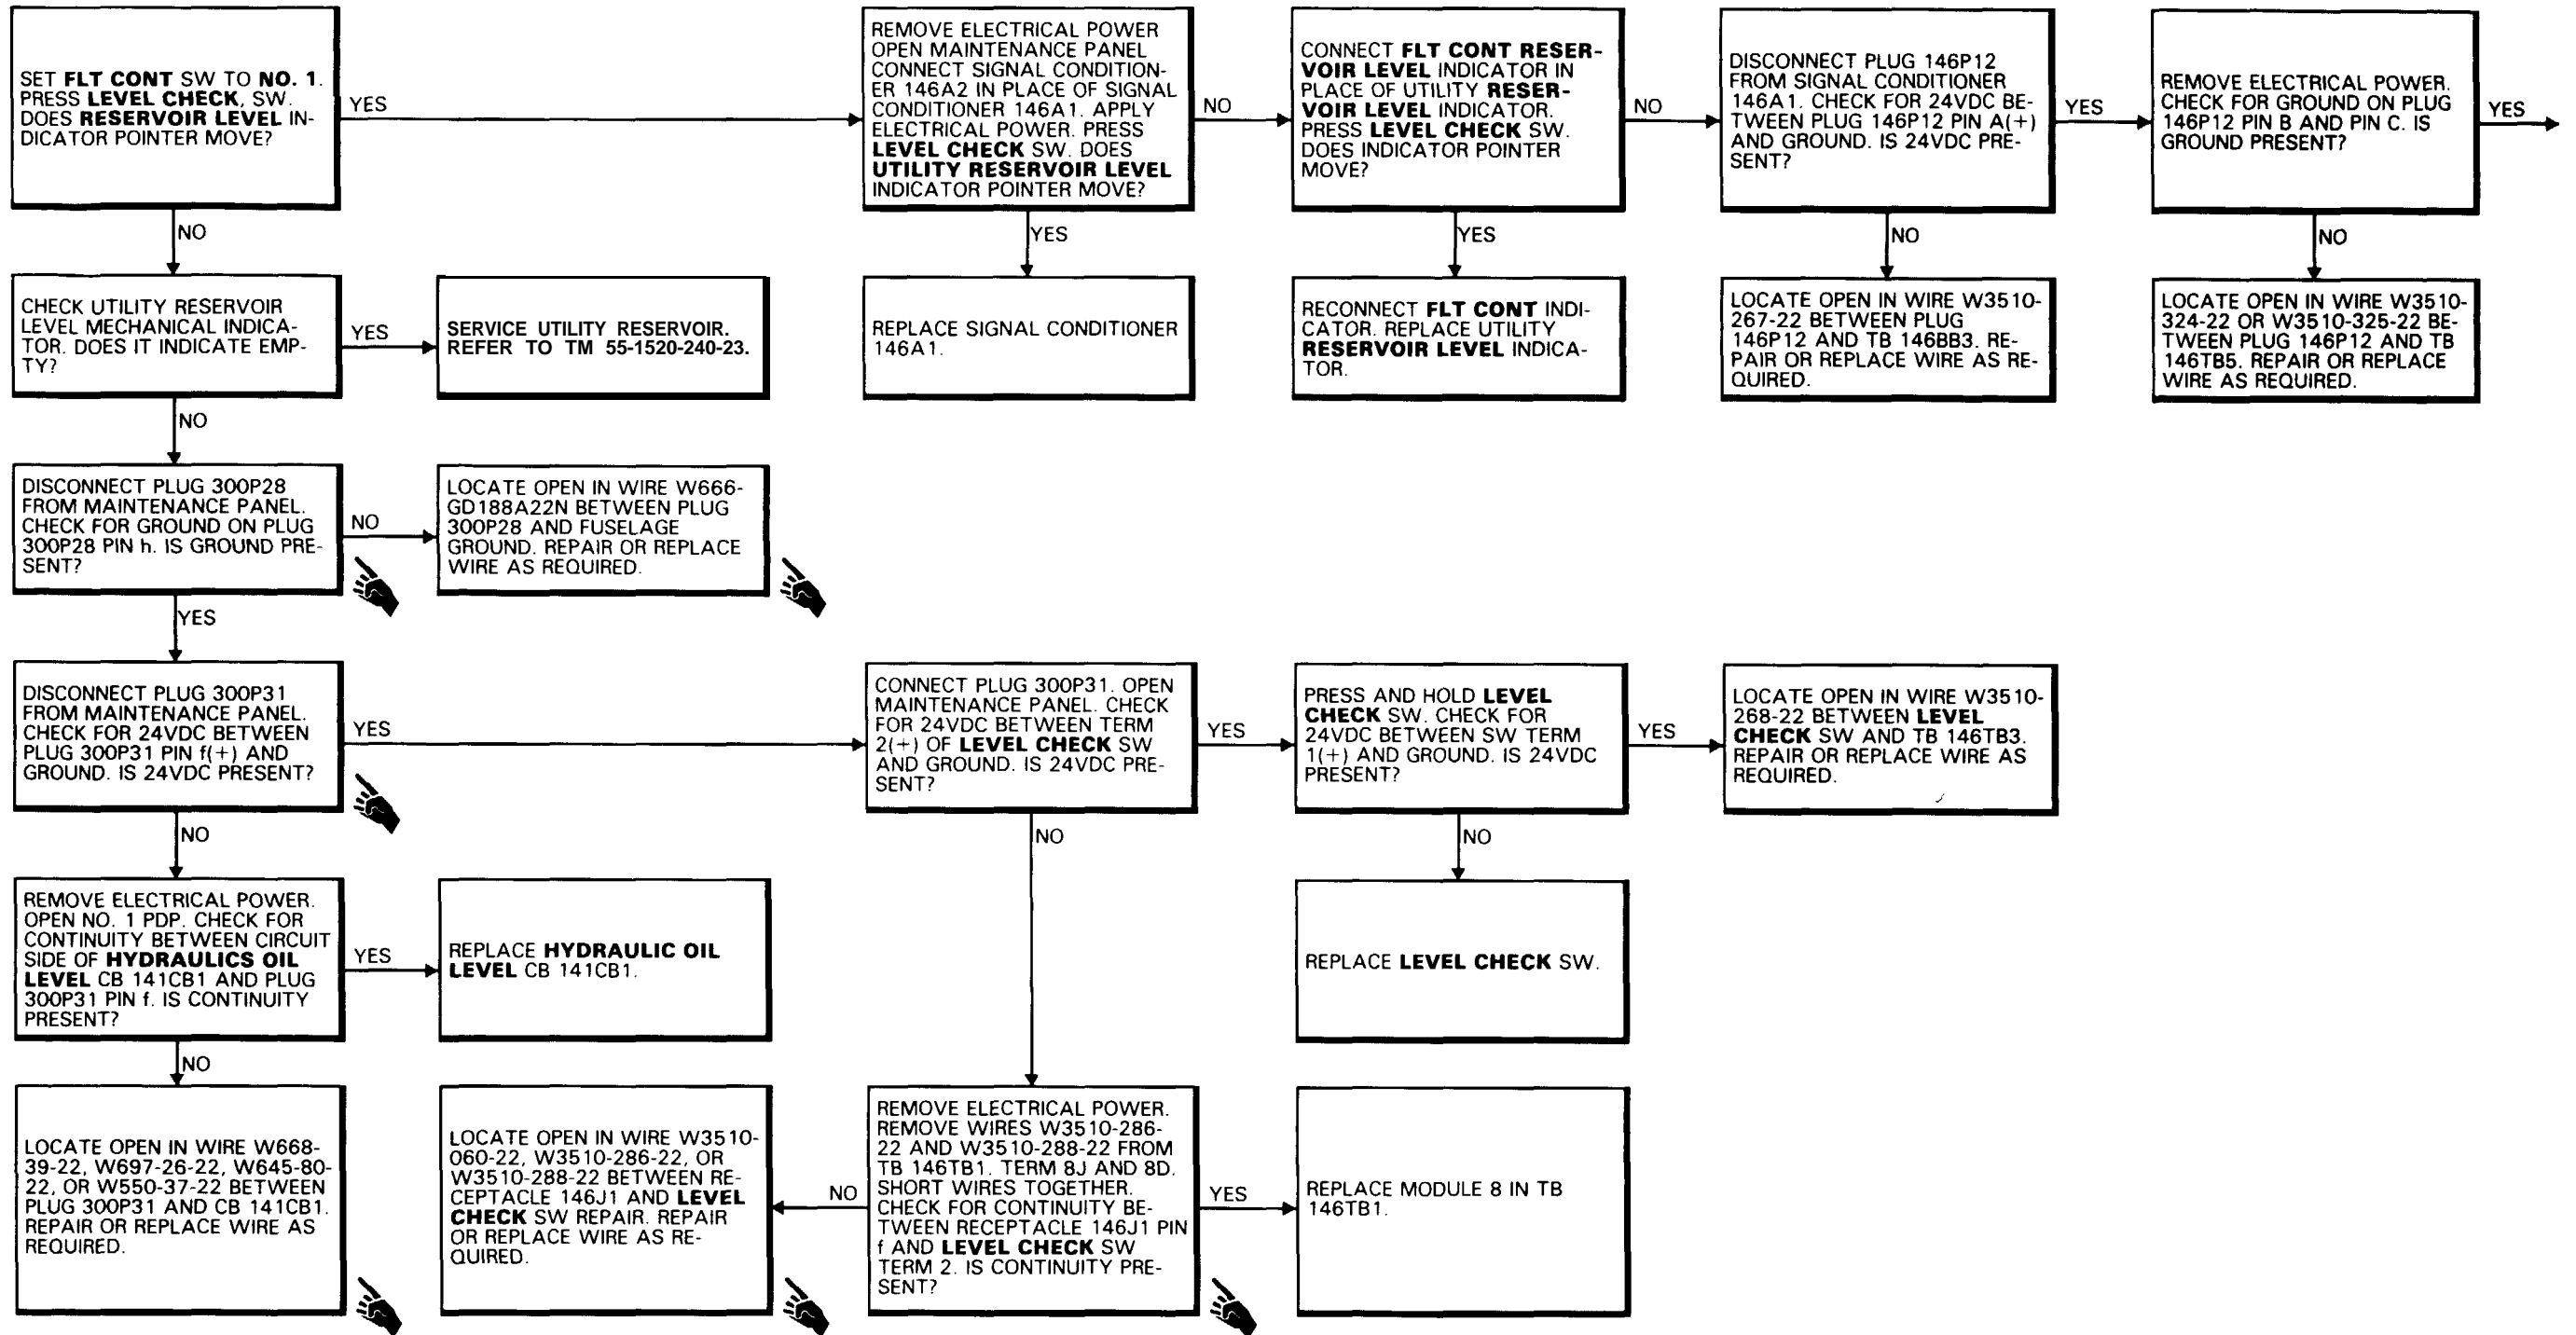 SET FLT CONT SW TO NO. 1.
PRESS LEVEL CHECK, SW.
DOES RESERVOIR LEVEL IN-
DICATOR POINTER MOVE?
YES
NO
REMOVE ELECTRICAL POWER
OPEN MAINTENANCE PANEL
CONNECT SIGNAL CONDITION-
ER 146A2 IN PLACE OF SIGNAL
CONDITIONER 146A1. APPLY
ELECTRICAL POWER. PRESS
LEVEL CHECK SW. DOES
UTILITY RESERVOIR LEVEL
INDICATOR POINTER MOVE?
NO
YES
CONNECT FLT CONT RESER-
VOIR LEVEL INDICATOR IN
PLACE OF UTILITY RESER-
VOIR LEVEL INDICATOR.
PRESS LEVEL CHECK SW.
DOES INDICATOR POINTER
MOVE?
NO
YES
DISCONNECT PLUG 146P12
FROM SIGNAL CONDITIONER
146A1. CHECK FOR 24VDC BE-
TWEEN PLUG 146P12 PIN A(+)
AND GROUND. IS 24VDC PRE-
SENT?
YES
NO
REMOVE ELECTRICAL POWER.
CHECK FOR GROUND ON PLUG
146P12 PIN B AND PIN C. IS
GROUND PRESENT?
YES
NO
CHECK UTILITY RESERVOIR
LEVEL MECHANICAL INDICA-
TOR. DOES IT INDICATE EMP-
TY?
YES
NO
SERVICE UTILITY RESERVOIR.
REFER TO TM 55-1520-240-23.
REPLACE SIGNAL CONDITIONER
146A1.
RECONNECT FLT CONT INDI-
CATOR. REPLACE UTILITY
RESERVOIR LEVEL INDICA-
TOR.
LOCATE OPEN IN WIRE W3510-
267-22 BETWEEN PLUG
146P12 AND TB 146BB3. RE-
PAIR OR REPLACE WIRE AS RE-
QUIRED.
LOCATE OPEN IN WIRE W3510-
324-22 OR W3510-325-22 BE-
TWEEN PLUG 146P12 AND TB
146TB5. REPAIR OR REPLACE
WIRE AS REQUIRED.
DISCONNECT PLUG 300P28
FROM MAINTENANCE PANEL.
CHECK FOR GROUND ON PLUG
300P28 PIN h. IS GROUND PRE-
SENT?
NO
YES
LOCATE OPEN IN WIRE W666-
GD188A22N BETWEEN PLUG
300P28 AND FUSELAGE
GROUND. REPAIR OR REPLACE
WIRE AS REQUIRED.
DISCONNECT PLUG 300P31
FROM MAINTENANCE PANEL.
CHECK FOR 24VDC BETWEEN
PLUG 300P31 PIN f(+) AND
GROUND. IS 24VDC PRESENT?
YES
NO
CONNECT PLUG 300P31. OPEN
MAINTENANCE PANEL. CHECK
FOR 24VDC BETWEEN TERM
2(+) OF LEVEL CHECK SW
AND GROUND. IS 24VDC PRE-
SENT?
YES
NO
PRESS AND HOLD LEVEL
CHECK SW. CHECK FOR
24VDC BETWEEN SW TERM
1(+) AND GROUND. IS 24VDC
PRESENT?
YES
NO
LOCATE OPEN IN WIRE W3510-
268-22 BETWEEN LEVEL
CHECK SW AND TB 146TB3.
REPAIR OR REPLACE WIRE AS
REQUIRED.
REMOVE ELECTRICAL POWER.
OPEN NO. 1 PDP. CHECK FOR
CONTINUITY BETWEEN CIRCUIT
SIDE OF HYDRAULICS OIL
LEVEL CB 141CB1 AND PLUG
300P31 PIN f. IS CONTINUITY
PRESENT?
YES
NO
REPLACE HYDRAULIC OIL
LEVEL CB 141CB1.
REPLACE LEVEL CHECK SW.
LOCATE OPEN IN WIRE W668-
39-22, W697-26-22, W645-80-
22, OR W550-37-22 BETWEEN
PLUG 300P31 AND CB 141CB1.
REPAIR OR REPLACE WIRE AS
REQUIRED.
LOCATE OPEN IN WIRE W3510-
060-22, W3510-286-22, OR
W3510-288-22 BETWEEN RE-
CEPTACLE 146J1 AND LEVEL
CHECK SW REPAIR. REPAIR
OR REPLACE WIRE AS RE-
QUIRED.
NO
REMOVE ELECTRICAL POWER.
REMOVE WIRES W3510-286-
22 AND W3510-288-22 FROM
TB 146TB1. TERM 8J AND 8D.
SHORT WIRES TOGETHER.
CHECK FOR CONTINUITY BE-
TWEEN RECEPTACLE 146J1 PIN
f AND LEVEL CHECK SW
TERM 2. IS CONTINUITY PRE-
SENT?
YES
REPLACE MODULE 8 IN TB
146TB1.